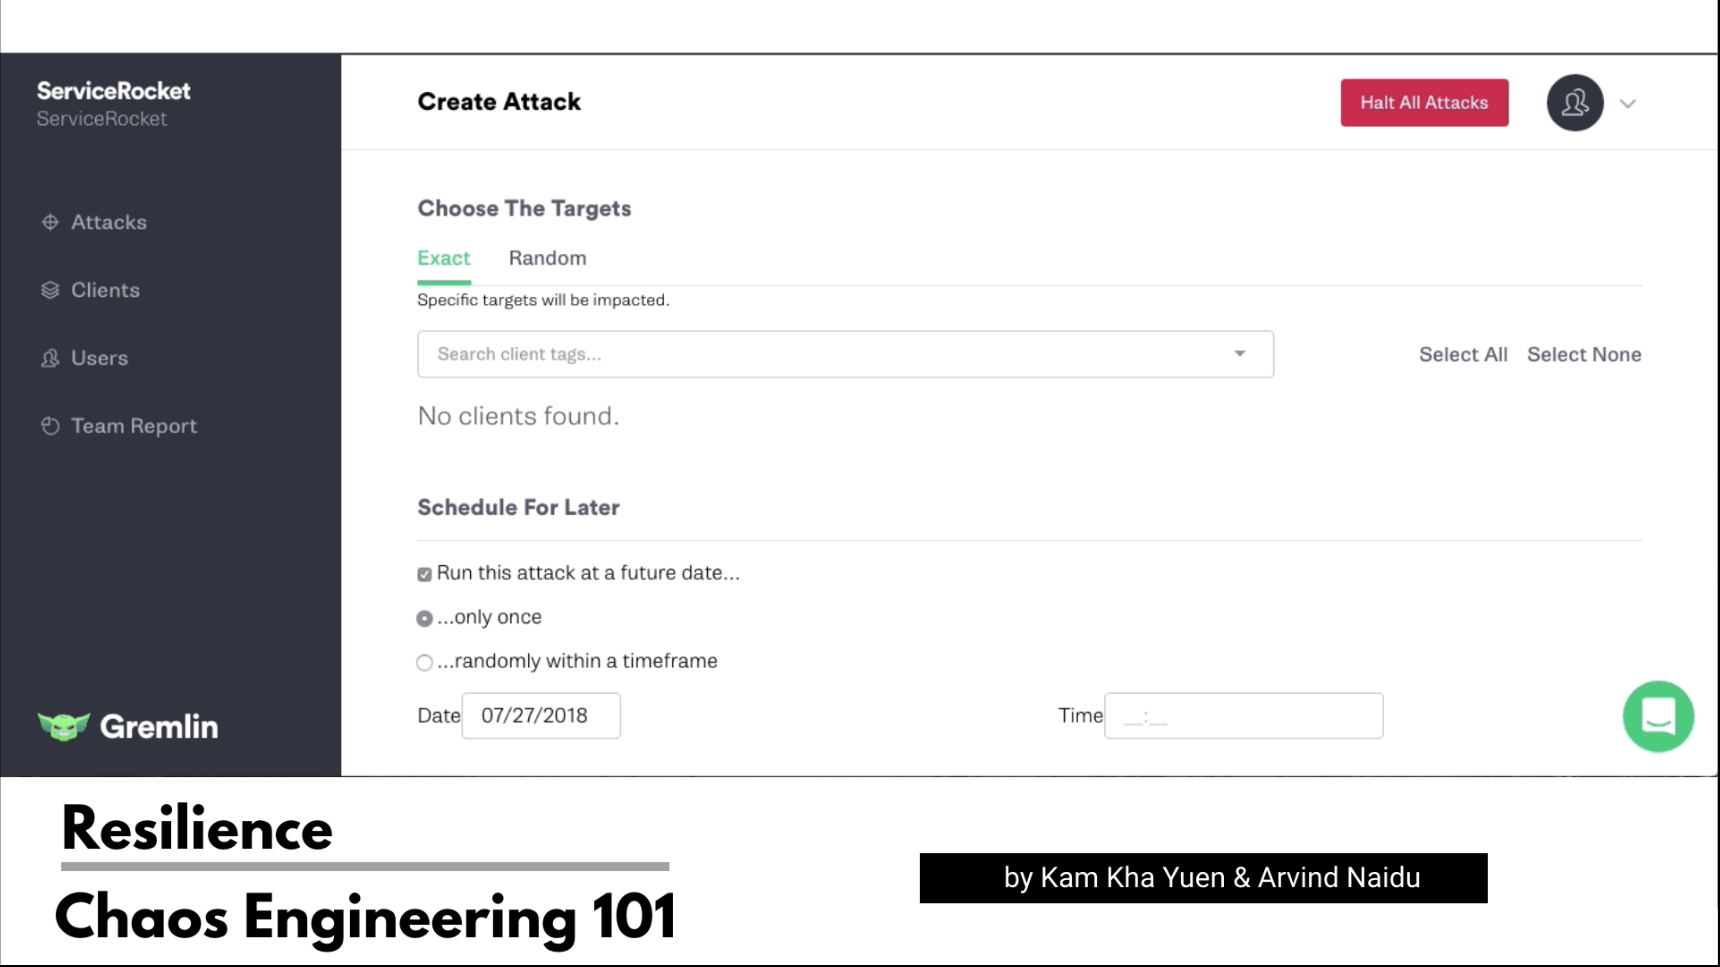 ServiceRocket
ServiceRocket
Attacks
Clients
Users
Team Report
Gremlin
Create Attack
Halt All Attacks
Choose The Targets
Exact Random
Specific targets will be impacted.
Search client tags...
Select All Select None
No clients found.
Schedule For Later
Run this attack at a future date...
...only once
...randomly within a timeframe
Date 07/27/2018 Time __:__
Resilience
Chaos Engineering 101
by Kam Kha Yuen & Arvind Naidu